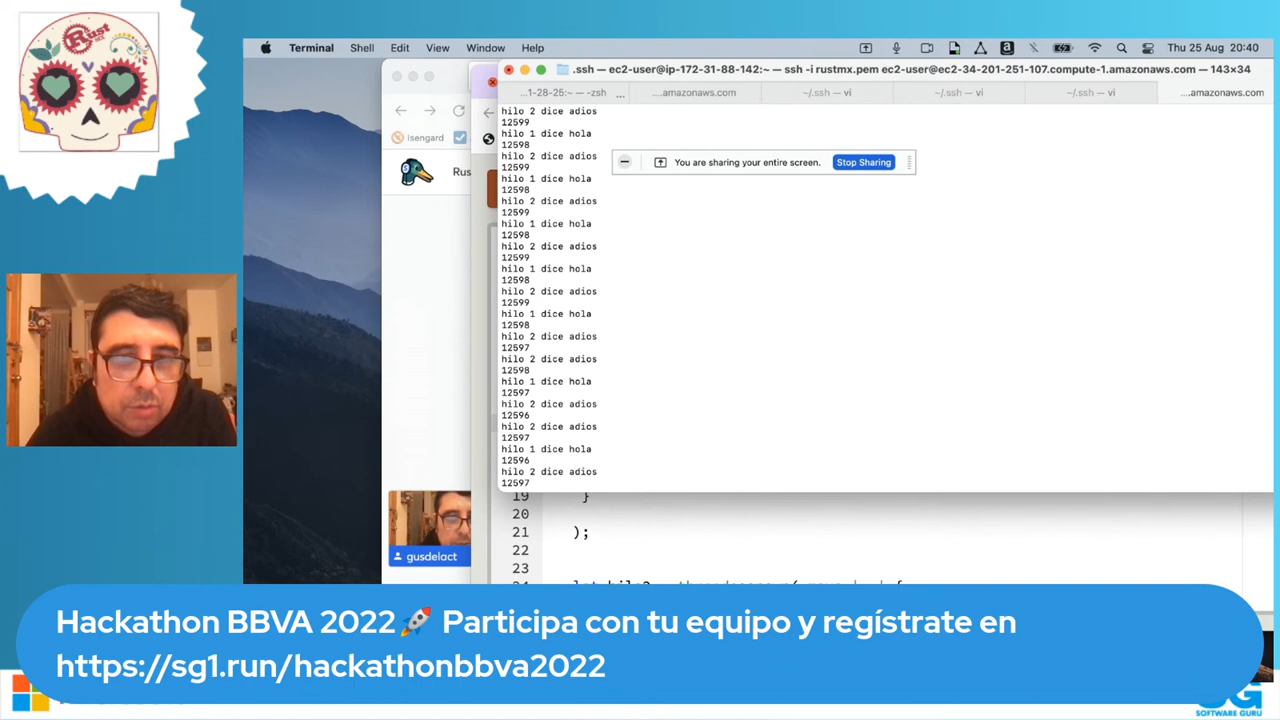 Rust
MX
Terminal Shell Edit View Window Help
Thu 25 Aug 20:40
.ssh — ec2-user@ip-172-31-88-142:~ — ssh -i rustmx.pem ec2-user@ec2-34-201-251-107.compute-1.amazonaws.com — 143×34
...1-28-25:~ — -zsh ... ....amazonaws.com ~/.ssh — vi ~/.ssh — vi ~/.ssh — vi ....amazonaws.com
Isengard
Rus
You are sharing your entire screen. Stop Sharing
hilo 2 dice adios
12599
hilo 1 dice hola
12598
hilo 2 dice adios
12599
hilo 1 dice hola
12598
hilo 2 dice adios
12599
hilo 1 dice hola
12598
hilo 2 dice adios
12599
hilo 1 dice hola
12598
hilo 2 dice adios
12599
hilo 1 dice hola
12598
hilo 2 dice adios
12597
hilo 2 dice adios
12598
hilo 1 dice hola
12597
hilo 2 dice adios
12596
hilo 2 dice adios
12597
hilo 1 dice hola
12596
hilo 2 dice adios
12597
19 }
20
21 );
22
23
gusdelact
Hackathon BBVA 2022🚀 Participa con tu equipo y regístrate en
https://sg1.run/hackathonbbva2022
SG
SOFTWARE GURU